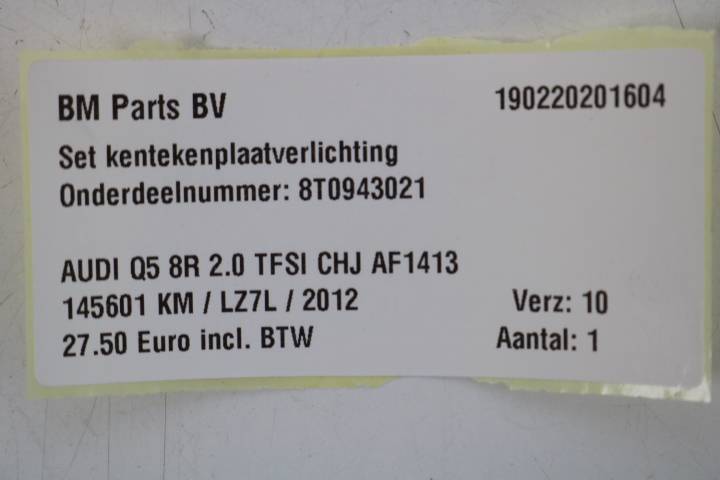 BM Parts BV 190220201604
Set kentekenplaatverlichting
Onderdeelnummer: 8T0943021
AUDI Q5 8R 2.0 TFSI CHJ AF1413
145601 KM / LZ7L / 2012 Verz: 10
27.50 Euro incl. BTW Aantal: 1